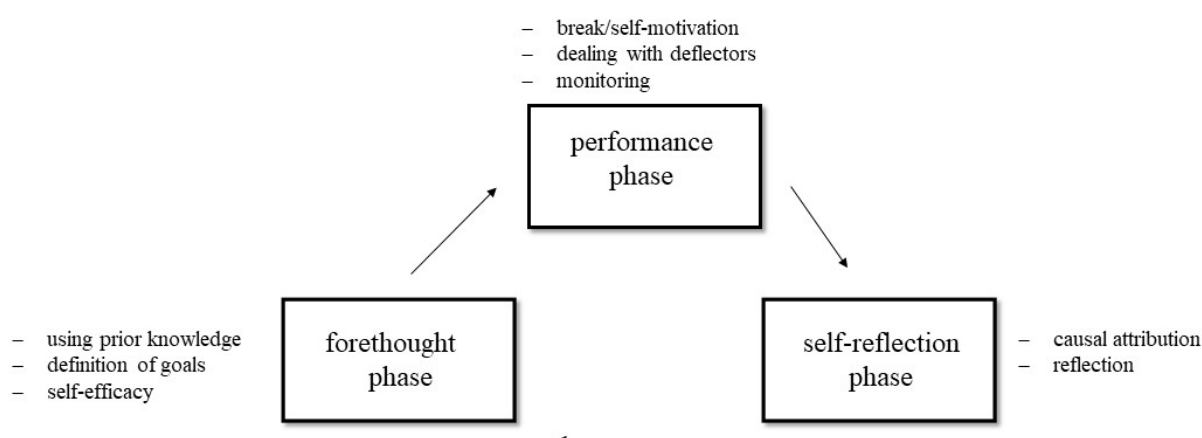 – break/self-motivation
– dealing with deflectors
– monitoring
performance
phase
– using prior knowledge
– definition of goals
– self-efficacy
forethought
phase
self-reflection
phase
– causal attribution
– reflection